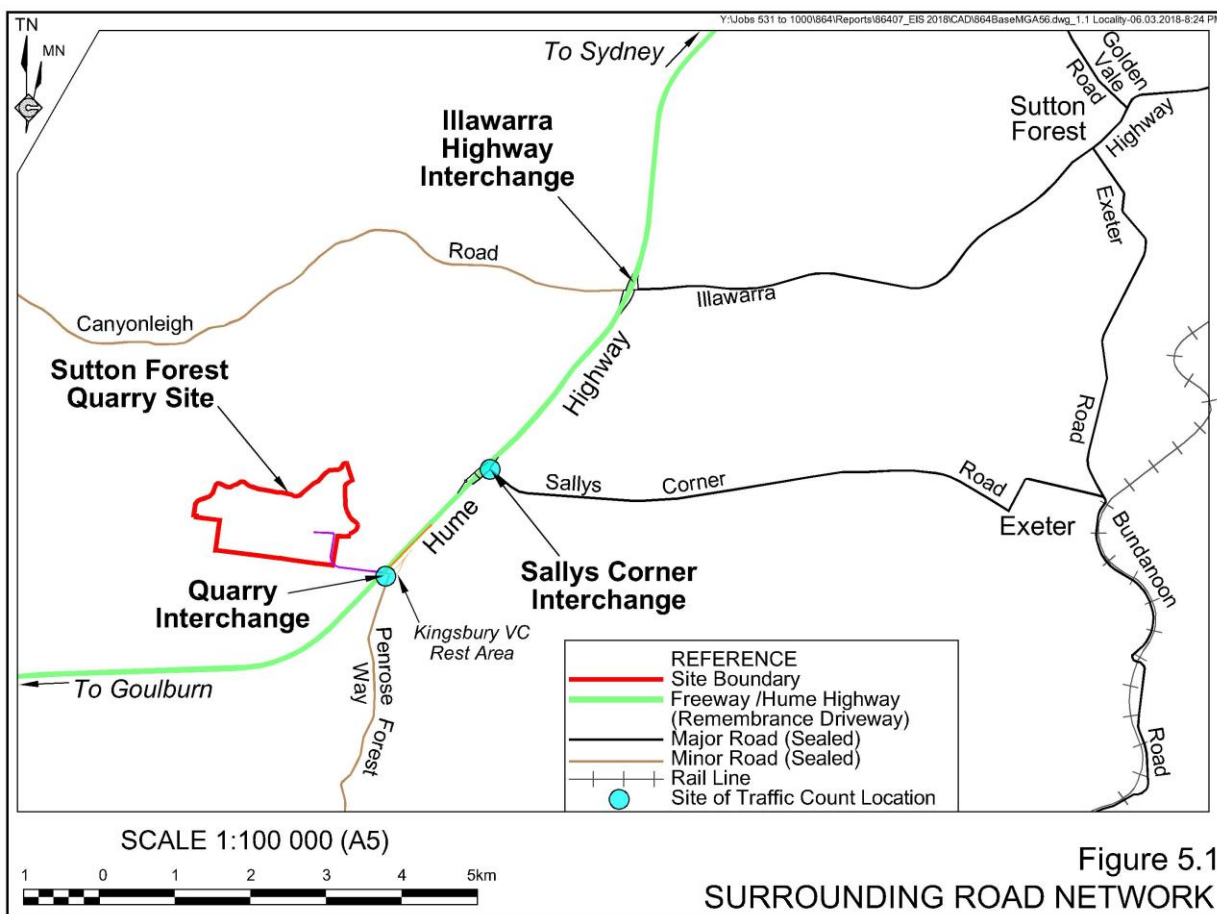 Y:\Jobs 531 to 1000\864\Reports\86407_EIS 2018\CAD\864BaseMGA56.dwg_1.1 Locality-06.03.2018-8:24 PM
TN
MN
To Sydney
Golden
Vale
Road
Sutton
Forest
Highway
Illawarra
Highway
Interchange
Exeter
Road
Canyonleigh
Illawarra
Sutton Forest
Quarry Site
Highway
Road
Sallys
Corner
Road
Exeter
Hume
Bundanoon
Quarry
Interchange
Sallys Corner
Interchange
Kingsbury VC
Rest Area
Penrose
Forest
Way
To Goulburn
Road
REFERENCE
Site Boundary
Freeway /Hume Highway
(Remembrance Driveway)
Major Road (Sealed)
Minor Road (Sealed)
Rail Line
Site of Traffic Count Location
SCALE 1:100 000 (A5)
1 0 1 2 3 4 5km
Figure 5.1
SURROUNDING ROAD NETWORK